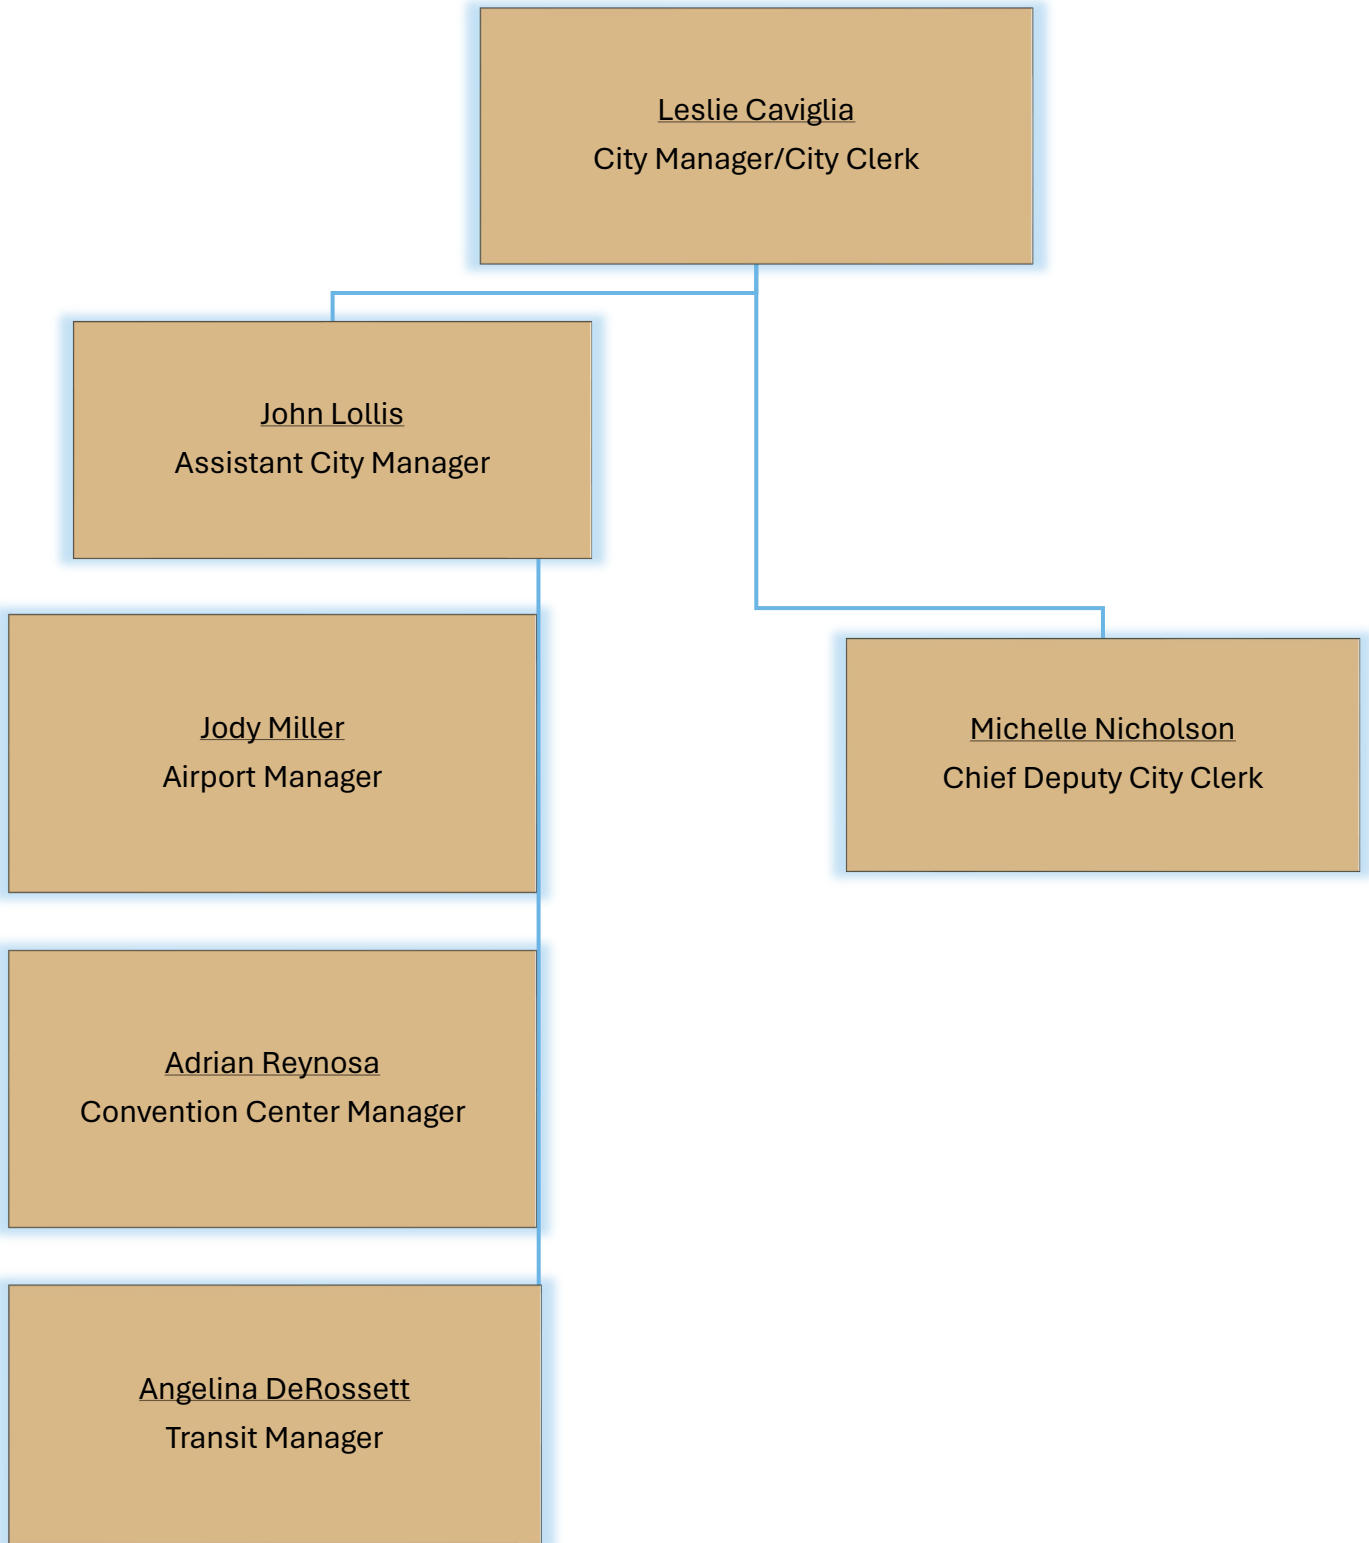 Leslie Caviglia
City Manager/City Clerk
John Lollis
Assistant City Manager
Jody Miller
Airport Manager
Michelle Nicholson
Chief Deputy City Clerk
Adrian Reynosa
Convention Center Manager
Angelina DeRossett
Transit Manager